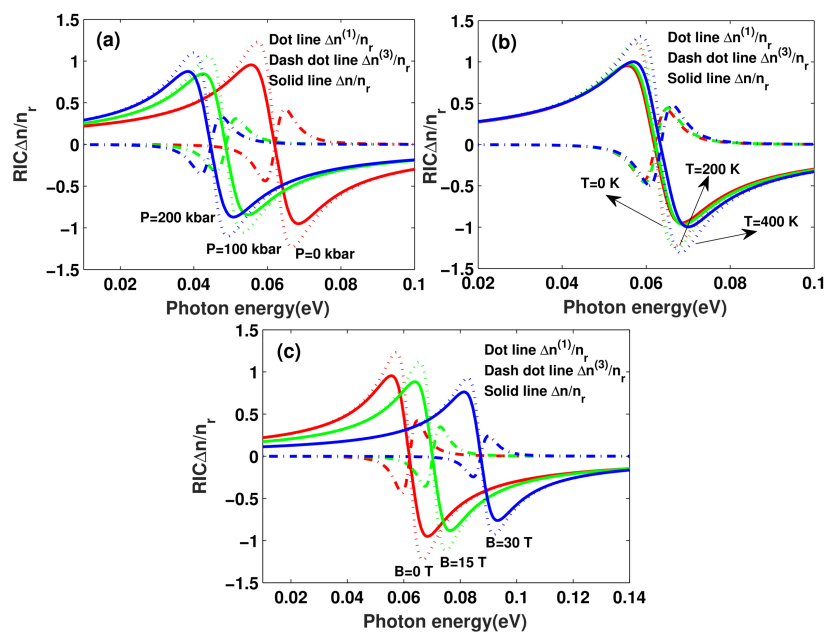 (a)
Dot line Δn(1)/nr
Dash dot line Δn(3)/nr
Solid line Δn/nr
RICΔn/nr
1.5
1
0.5
0
−0.5
−1
−1.5
P=200 kbar
P=100 kbar
P=0 kbar
0.02 0.04 0.06 0.08 0.1
Photon energy(eV)
(b)
Dot line Δn(1)/nr
Dash dot line Δn(3)/nr
Solid line Δn/nr
RICΔn/nr
1.5
1
0.5
0
−0.5
−1
−1.5
T=200 K
T=0 K
T=400 K
0.02 0.04 0.06 0.08 0.1
Photon energy(eV)
(c)
Dot line Δn(1)/nr
Dash dot line Δn(3)/nr
Solid line Δn/nr
RICΔn/nr
1.5
1
0.5
0
−0.5
−1
−1.5
B=30 T
B=15 T
B=0 T
0.02 0.04 0.06 0.08 0.10 0.12 0.14
Photon energy(eV)